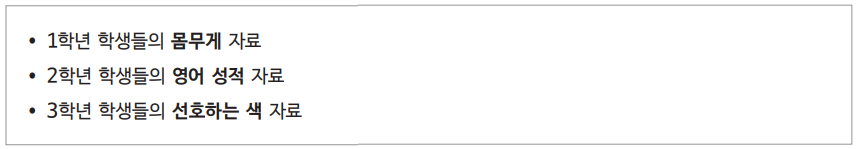 • 1학년 학생들의 몸무게 자료
• 2학년 학생들의 영어 성적 자료
• 3학년 학생들의 선호하는 색 자료